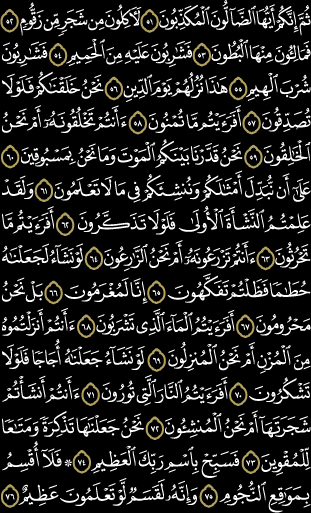 ثُمَّ إِنَّكُمْ أَيُّهَا ٱلضَّآلُّونَ ٱلْمُكَذِّبُونَ ٥١ لَءَاكِلُونَ مِن شَجَرٍ مِّن زَقُّومٍ ٥٢
فَمَالِـُٔونَ مِنْهَا ٱلْبُطُونَ ٥٣ فَشَٰرِبُونَ عَلَيْهِ مِنَ ٱلْحَمِيمِ ٥٤ فَشَٰرِبُونَ
شُرْبَ ٱلْهِيمِ ٥٥ هَٰذَا نُزُلُهُمْ يَوْمَ ٱلدِّينِ ٥٦ نَحْنُ خَلَقْنَٰكُمْ فَلَوْلَا
تُصَدِّقُونَ ٥٧ أَفَرَءَيْتُم مَّا تُمْنُونَ ٥٨ ءَأَنتُمْ تَخْلُقُونَهُۥٓ أَمْ نَحْنُ
ٱلْخَٰلِقُونَ ٥٩ نَحْنُ قَدَّرْنَا بَيْنَكُمُ ٱلْمَوْتَ وَمَا نَحْنُ بِمَسْبُوقِينَ ٦٠
عَلَىٰٓ أَن نُّبَدِّلَ أَمْثَٰلَكُمْ وَنُنشِئَكُمْ فِى مَا لَا تَعْلَمُونَ ٦١ وَلَقَدْ
عَلِمْتُمُ ٱلنَّشْأَةَ ٱلْأُولَىٰ فَلَوْلَا تَذَكَّرُونَ ٦٢ أَفَرَءَيْتُم مَّا
تَحْرُثُونَ ٦٣ ءَأَنتُمْ تَزْرَعُونَهُۥٓ أَمْ نَحْنُ ٱلزَّٰرِعُونَ ٦٤ لَوْ نَشَآءُ لَجَعَلْنَٰهُ
حُطَٰمًا فَظَلْتُمْ تَفَكَّهُونَ ٦٥ إِنَّا لَمُغْرَمُونَ ٦٦ بَلْ نَحْنُ
مَحْرُومُونَ ٦٧ أَفَرَءَيْتُمُ ٱلْمَآءَ ٱلَّذِى تَشْرَبُونَ ٦٨ ءَأَنتُمْ أَنزَلْتُمُوهُ
مِنَ ٱلْمُزْنِ أَمْ نَحْنُ ٱلْمُنزِلُونَ ٦٩ لَوْ نَشَآءُ جَعَلْنَٰهُ أُجَاجًا فَلَوْلَا
تَشْكُرُونَ ٧٠ أَفَرَءَيْتُمُ ٱلنَّارَ ٱلَّتِى تُورُونَ ٧١ ءَأَنتُمْ أَنشَأْتُمْ
شَجَرَتَهَآ أَمْ نَحْنُ ٱلْمُنشِـُٔونَ ٧٢ نَحْنُ جَعَلْنَٰهَا تَذْكِرَةً وَمَتَٰعًا
لِّلْمُقْوِينَ ٧٣ فَسَبِّحْ بِٱسْمِ رَبِّكَ ٱلْعَظِيمِ ٧٤ ۞ فَلَآ أُقْسِمُ
بِمَوَٰقِعِ ٱلنُّجُومِ ٧٥ وَإِنَّهُۥ لَقَسَمٌ لَّوْ تَعْلَمُونَ عَظِيمٌ ٧٦